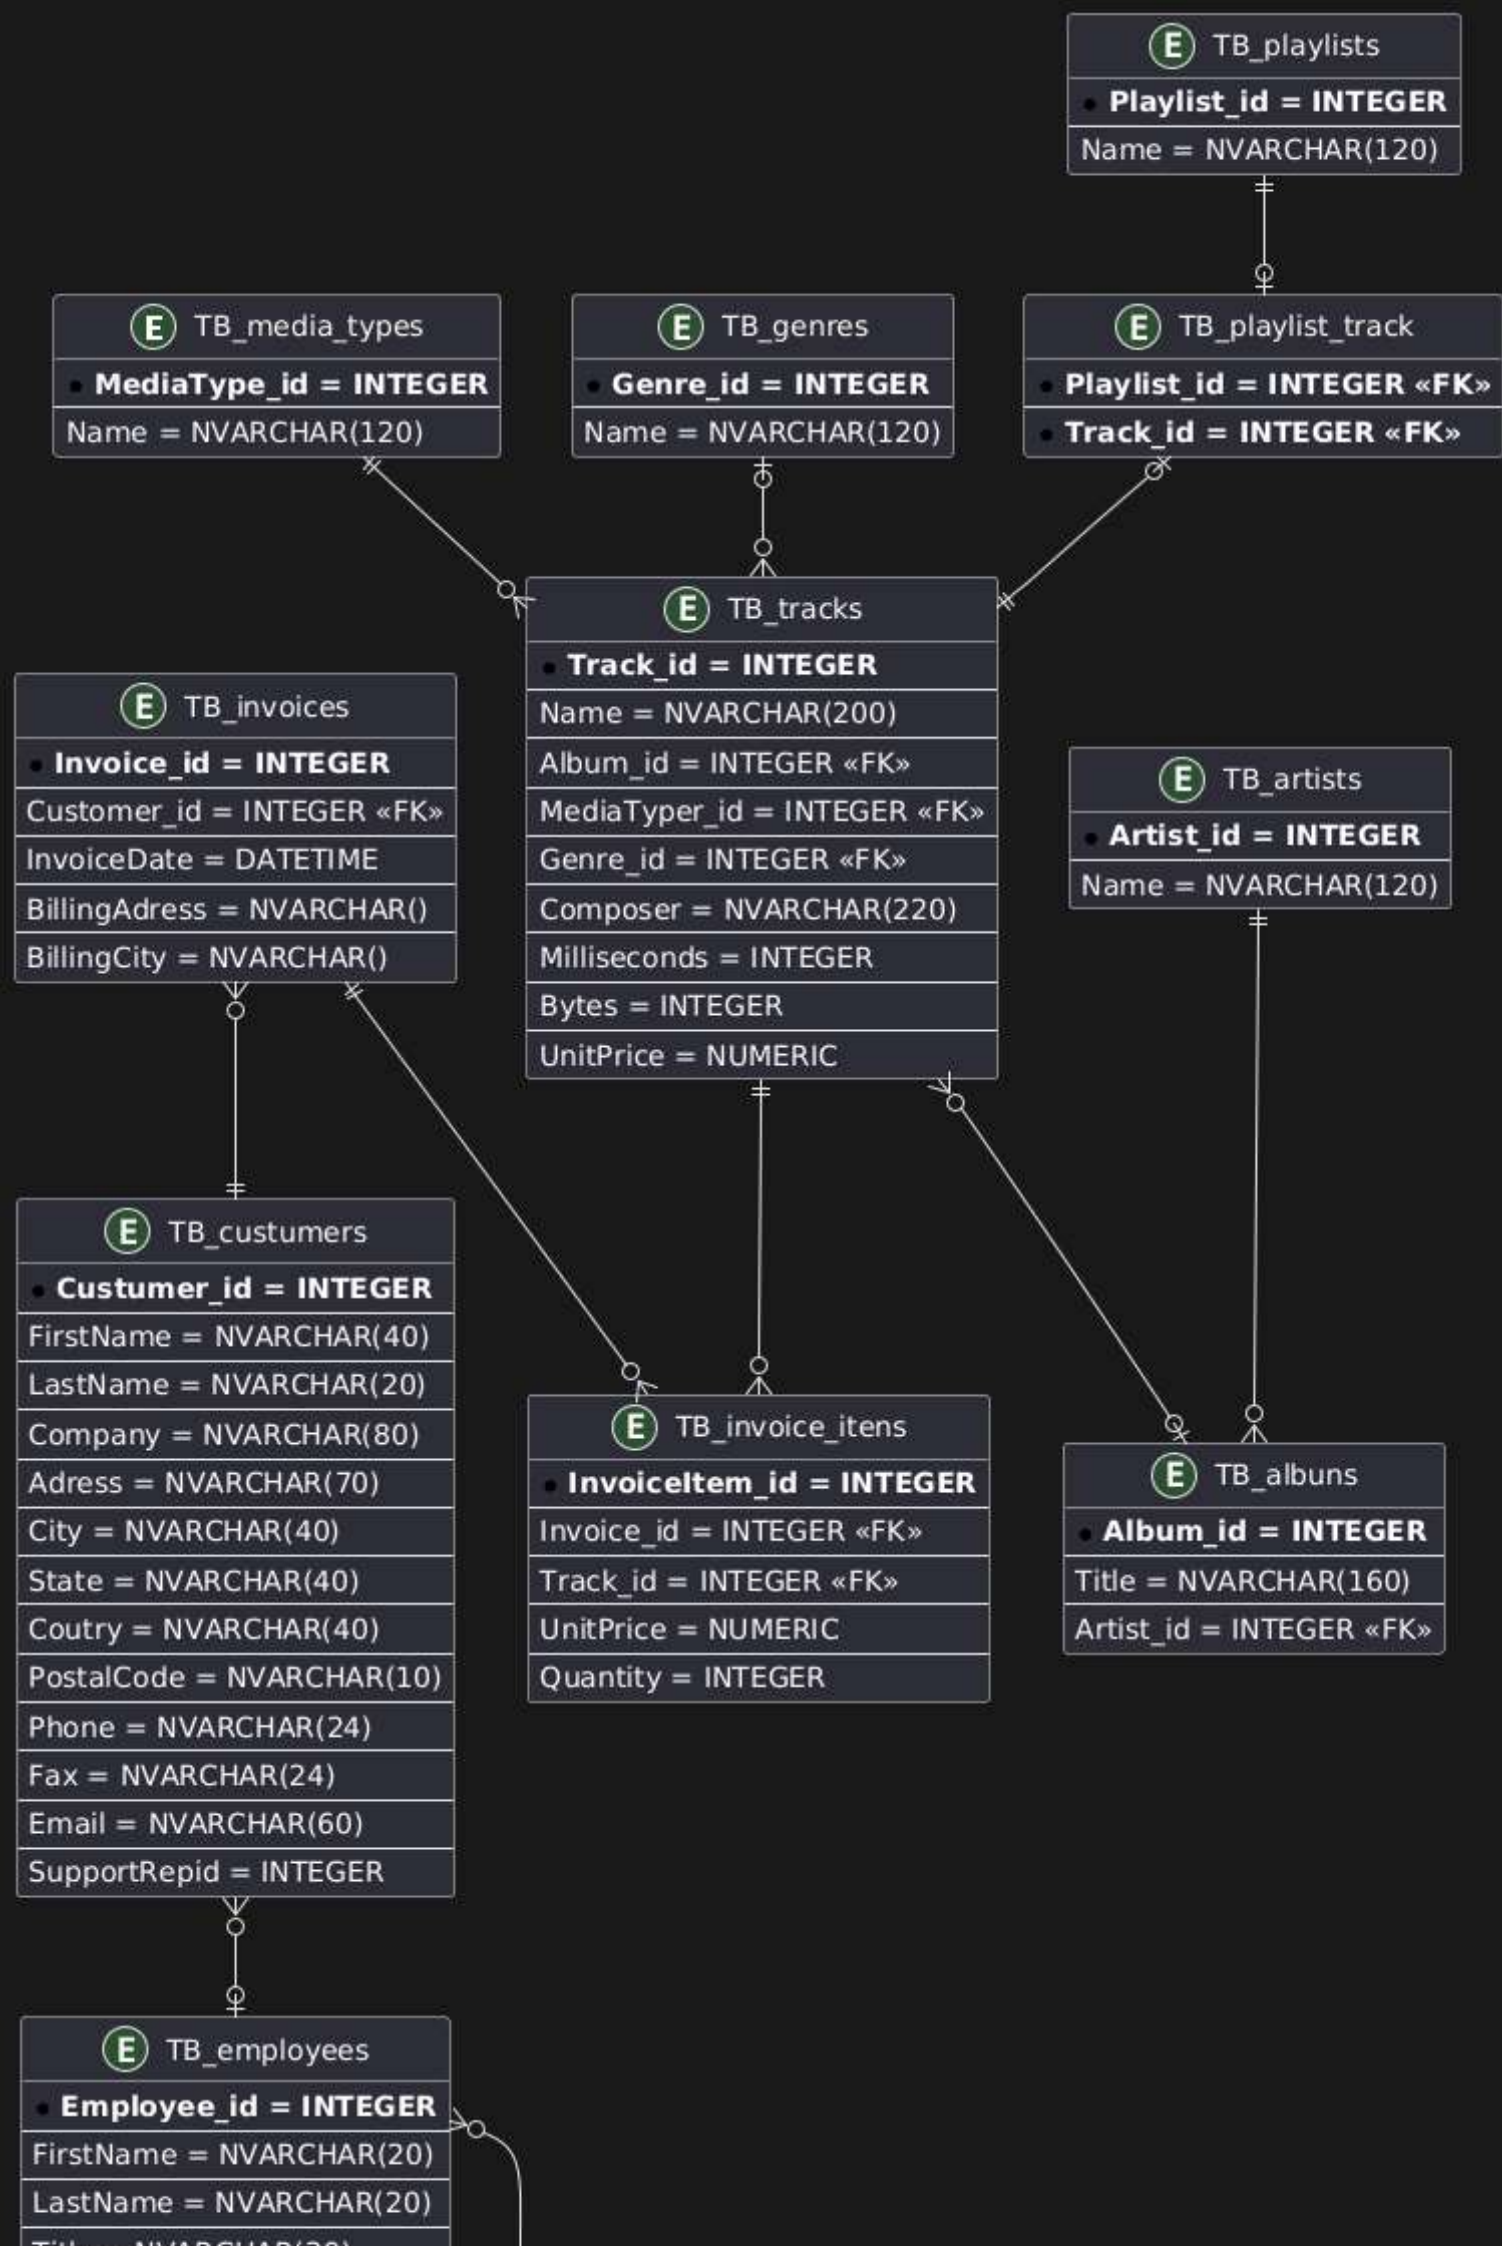 E TB_playlists
Playlist_id = INTEGER
Name = NVARCHAR(120)
E TB_media_types
MediaType_id = INTEGER
Name = NVARCHAR(120)
E TB_genres
Genre_id = INTEGER
Name = NVARCHAR(120)
E TB_playlist_track
Playlist_id = INTEGER «FK»
Track_id = INTEGER «FK»
E TB_tracks
Track_id = INTEGER
Name = NVARCHAR(200)
Album_id = INTEGER «FK»
MediaTyper_id = INTEGER «FK»
Genre_id = INTEGER «FK»
Composer = NVARCHAR(220)
Milliseconds = INTEGER
Bytes = INTEGER
UnitPrice = NUMERIC
E TB_invoices
Invoice_id = INTEGER
Customer_id = INTEGER «FK»
InvoiceDate = DATETIME
BillingAdress = NVARCHAR()
BillingCity = NVARCHAR()
E TB_artists
Artist_id = INTEGER
Name = NVARCHAR(120)
E TB_custumers
Custumer_id = INTEGER
FirstName = NVARCHAR(40)
LastName = NVARCHAR(20)
Company = NVARCHAR(80)
Adress = NVARCHAR(70)
City = NVARCHAR(40)
State = NVARCHAR(40)
Coutry = NVARCHAR(40)
PostalCode = NVARCHAR(10)
Phone = NVARCHAR(24)
Fax = NVARCHAR(24)
Email = NVARCHAR(60)
SupportRepid = INTEGER
E TB_invoice_itens
InvoiceItem_id = INTEGER
Invoice_id = INTEGER «FK»
Track_id = INTEGER «FK»
UnitPrice = NUMERIC
Quantity = INTEGER
E TB_albuns
Album_id = INTEGER
Title = NVARCHAR(160)
Artist_id = INTEGER «FK»
E TB_employees
Employee_id = INTEGER
FirstName = NVARCHAR(20)
LastName = NVARCHAR(20)